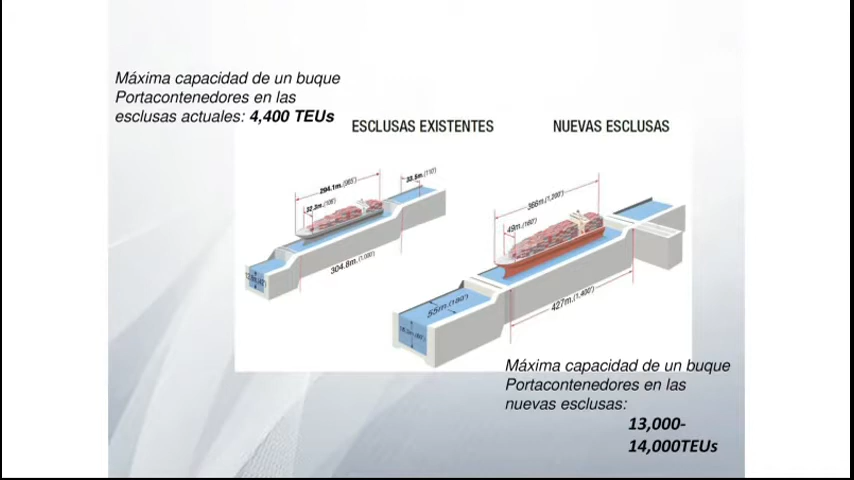 Máxima capacidad de un buque
Portacontenedores en las
esclusas actuales: 4,400 TEUs
ESCLUSAS EXISTENTES
NUEVAS ESCLUSAS
294.1m.(965')
33.5m.(110')
32.3m.(106')
304.8m.(1,000')
366m.(1,200')
49m.(160')
55m.(180')
427m.(1,400')
Máxima capacidad de un buque
Portacontenedores en las
nuevas esclusas:
13,000-
14,000TEUs